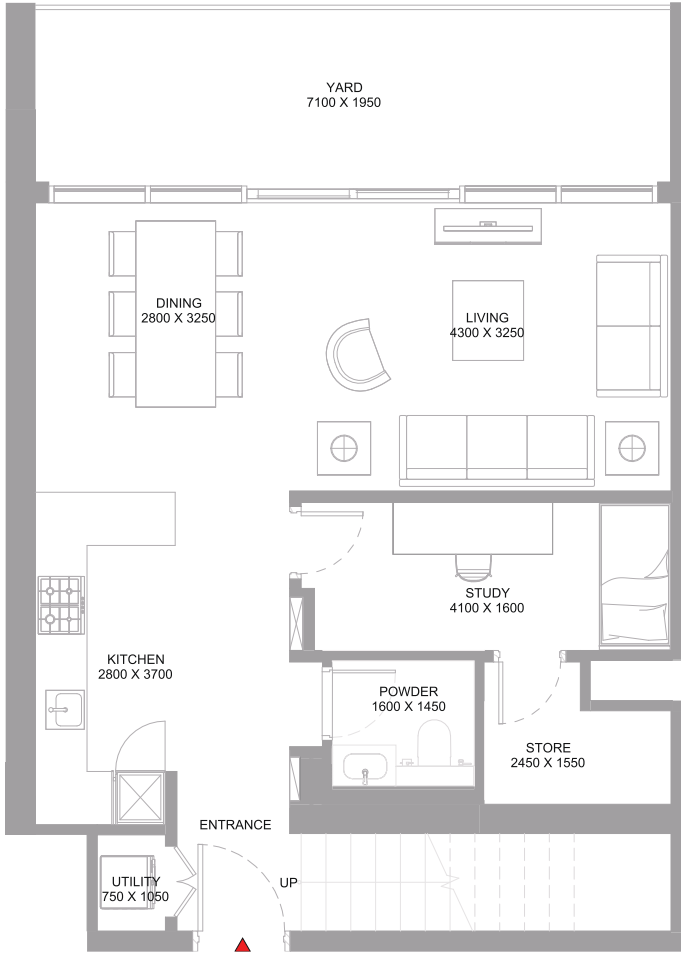 YARD
7100 X 1950
DINING
2800 X 3250
LIVING
4300 X 3250
STUDY
4100 X 1600
KITCHEN
2800 X 3700
POWDER
1600 X 1450
STORE
2450 X 1550
ENTRANCE
UTILITY
750 X 1050
UP